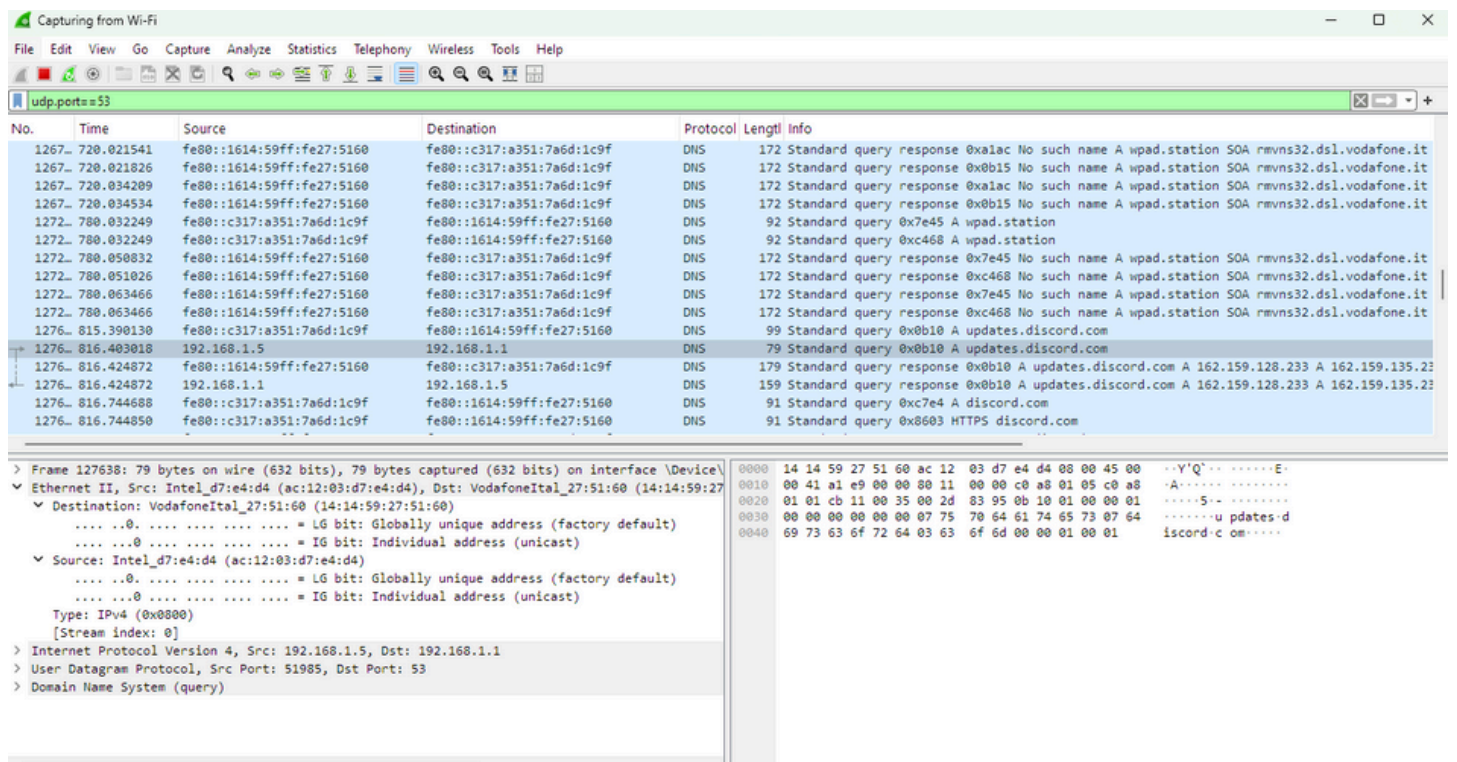 Capturing from Wi-Fi
File Edit View Go Capture Analyze Statistics Telephony Wireless Tools Help
udp.port==53
No. Time Source Destination Protocol Lengtl Info
1267… 720.021541 fe80::1614:59ff:fe27:5160 fe80::c317:a351:7a6d:1c9f DNS 172 Standard query response 0xa1ac No such name A wpad.station SOA rmvns32.dsl.vodafone.it
1267… 720.021826 fe80::1614:59ff:fe27:5160 fe80::c317:a351:7a6d:1c9f DNS 172 Standard query response 0x0b15 No such name A wpad.station SOA rmvns32.dsl.vodafone.it
1267… 720.034209 fe80::1614:59ff:fe27:5160 fe80::c317:a351:7a6d:1c9f DNS 172 Standard query response 0xa1ac No such name A wpad.station SOA rmvns32.dsl.vodafone.it
1267… 720.034534 fe80::1614:59ff:fe27:5160 fe80::c317:a351:7a6d:1c9f DNS 172 Standard query response 0x0b15 No such name A wpad.station SOA rmvns32.dsl.vodafone.it
1272… 780.032249 fe80::c317:a351:7a6d:1c9f fe80::1614:59ff:fe27:5160 DNS 92 Standard query 0x7e45 A wpad.station
1272… 780.032249 fe80::c317:a351:7a6d:1c9f fe80::1614:59ff:fe27:5160 DNS 92 Standard query 0xc468 A wpad.station
1272… 780.050832 fe80::1614:59ff:fe27:5160 fe80::c317:a351:7a6d:1c9f DNS 172 Standard query response 0x7e45 No such name A wpad.station SOA rmvns32.dsl.vodafone.it
1272… 780.051026 fe80::1614:59ff:fe27:5160 fe80::c317:a351:7a6d:1c9f DNS 172 Standard query response 0xc468 No such name A wpad.station SOA rmvns32.dsl.vodafone.it
1272… 780.063466 fe80::1614:59ff:fe27:5160 fe80::c317:a351:7a6d:1c9f DNS 172 Standard query response 0x7e45 No such name A wpad.station SOA rmvns32.dsl.vodafone.it
1272… 780.063466 fe80::1614:59ff:fe27:5160 fe80::c317:a351:7a6d:1c9f DNS 172 Standard query response 0xc468 No such name A wpad.station SOA rmvns32.dsl.vodafone.it
1276… 815.390130 fe80::c317:a351:7a6d:1c9f fe80::1614:59ff:fe27:5160 DNS 99 Standard query 0x0b10 A updates.discord.com
1276… 816.403018 192.168.1.5 192.168.1.1 DNS 79 Standard query 0x0b10 A updates.discord.com
1276… 816.424872 fe80::1614:59ff:fe27:5160 fe80::c317:a351:7a6d:1c9f DNS 179 Standard query response 0x0b10 A updates.discord.com A 162.159.128.233 A 162.159.135.23
1276… 816.424872 192.168.1.1 192.168.1.5 DNS 159 Standard query response 0x0b10 A updates.discord.com A 162.159.128.233 A 162.159.135.23
1276… 816.744688 fe80::c317:a351:7a6d:1c9f fe80::1614:59ff:fe27:5160 DNS 91 Standard query 0xc7e4 A discord.com
1276… 816.744850 fe80::c317:a351:7a6d:1c9f fe80::1614:59ff:fe27:5160 DNS 91 Standard query 0x8603 HTTPS discord.com
> Frame 127638: 79 bytes on wire (632 bits), 79 bytes captured (632 bits) on interface \Device\
Ethernet II, Src: Intel_d7:e4:d4 (ac:12:03:d7:e4:d4), Dst: VodafoneItal_27:51:60 (14:14:59:27
Destination: VodafoneItal_27:51:60 (14:14:59:27:51:60)
.... ..0. .... .... .... .... = LG bit: Globally unique address (factory default)
.... ...0 .... .... .... .... = IG bit: Individual address (unicast)
Source: Intel_d7:e4:d4 (ac:12:03:d7:e4:d4)
.... ..0. .... .... .... .... = LG bit: Globally unique address (factory default)
.... ...0 .... .... .... .... = IG bit: Individual address (unicast)
Type: IPv4 (0x0800)
[Stream index: 0]
> Internet Protocol Version 4, Src: 192.168.1.5, Dst: 192.168.1.1
> User Datagram Protocol, Src Port: 51985, Dst Port: 53
> Domain Name System (query)
0000 14 14 59 27 51 60 ac 12 03 d7 e4 d4 08 00 45 00 ··Y'Q`·· ······E·
0010 00 41 a1 e9 00 00 80 11 00 00 c0 a8 01 05 c0 a8 ·A······ ········
0020 01 01 cb 11 00 35 00 2d 83 95 0b 10 01 00 00 01 ·····5·- ········
0030 00 00 00 00 00 00 07 75 70 64 61 74 65 73 07 64 ·······u pdates·d
0040 69 73 63 6f 72 64 03 63 6f 6d 00 00 01 00 01 iscord·c om·····